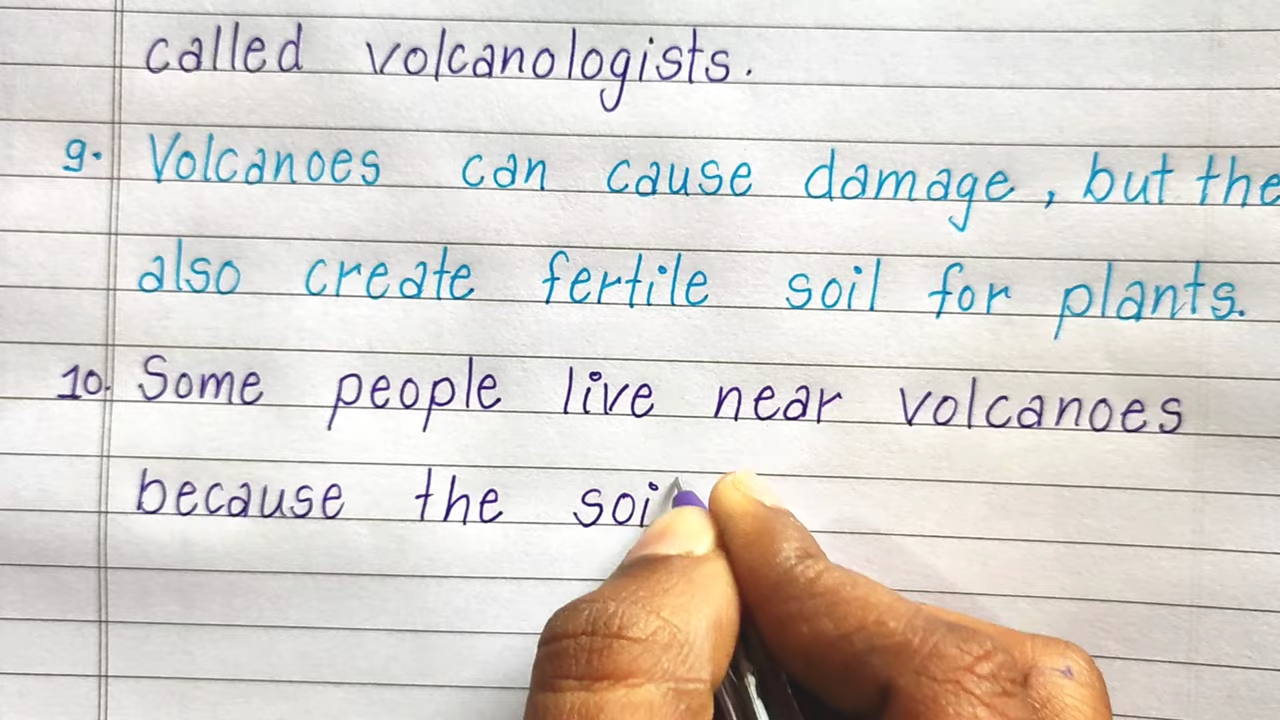 called volcanologists.
9. Volcanoes can cause damage, but the
also create fertile soil for plants.
10. Some people live near volcanoes
because the soi